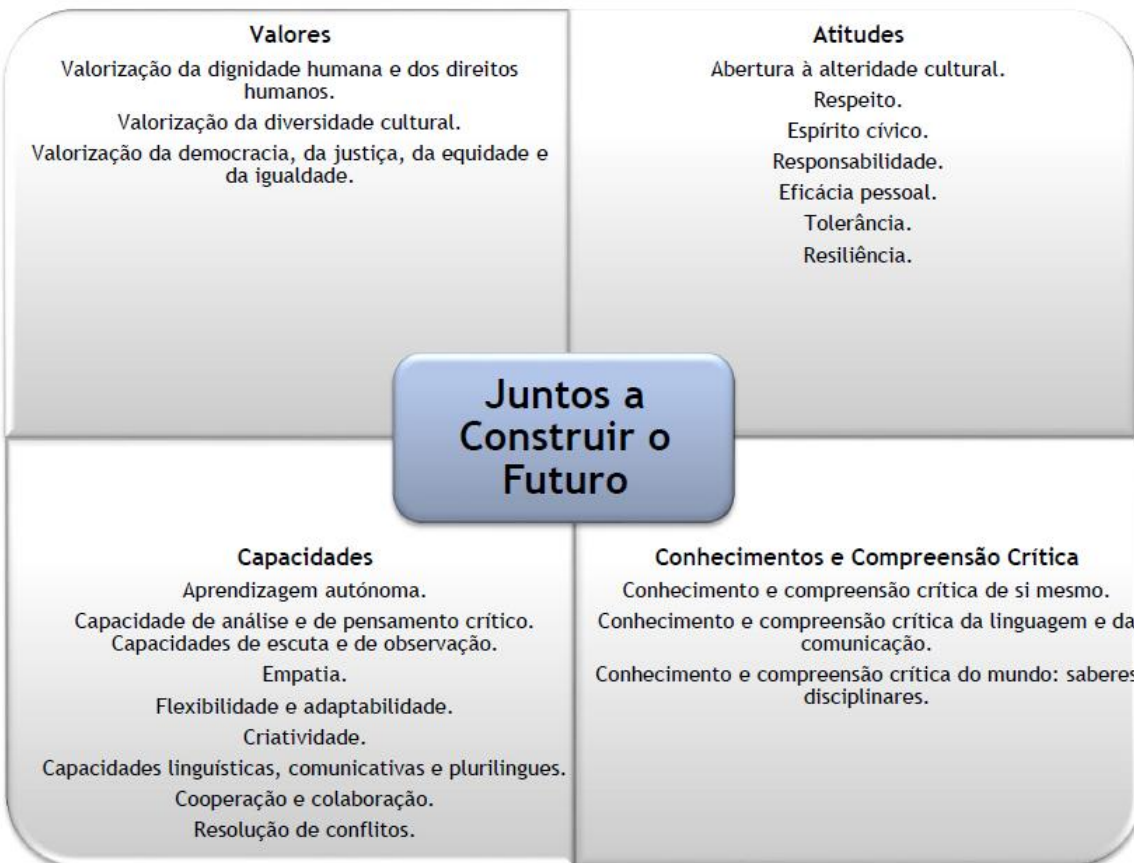 Valores
Valorização da dignidade humana e dos direitos
humanos.
Valorização da diversidade cultural.
Valorização da democracia, da justiça, da equidade e
da igualdade.
Atitudes
Abertura à alteridade cultural.
Respeito.
Espírito cívico.
Responsabilidade.
Eficácia pessoal.
Tolerância.
Resiliência.
Juntos a
Construir o
Futuro
Capacidades
Aprendizagem autónoma.
Capacidade de análise e de pensamento crítico.
Capacidades de escuta e de observação.
Empatia.
Flexibilidade e adaptabilidade.
Criatividade.
Capacidades linguísticas, comunicativas e plurilingues.
Cooperação e colaboração.
Resolução de conflitos.
Conhecimentos e Compreensão Crítica
Conhecimento e compreensão crítica de si mesmo.
Conhecimento e compreensão crítica da linguagem e da
comunicação.
Conhecimento e compreensão crítica do mundo: saberes
disciplinares.